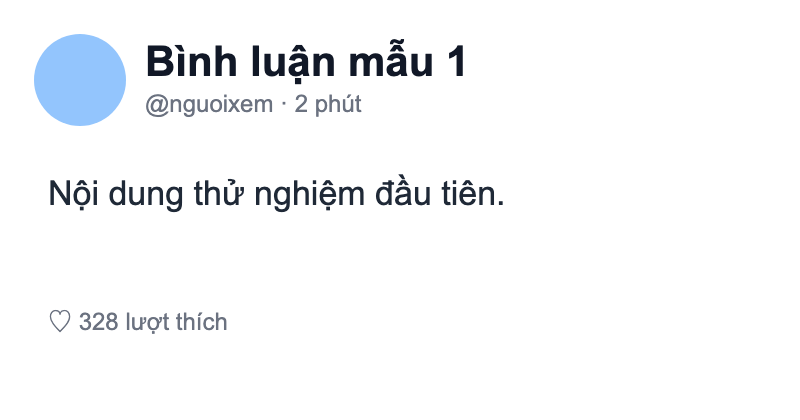 Bình luận mẫu 1
@nguoixem · 2 phút
Nội dung thử nghiệm đầu tiên.
♡ 328 lượt thích